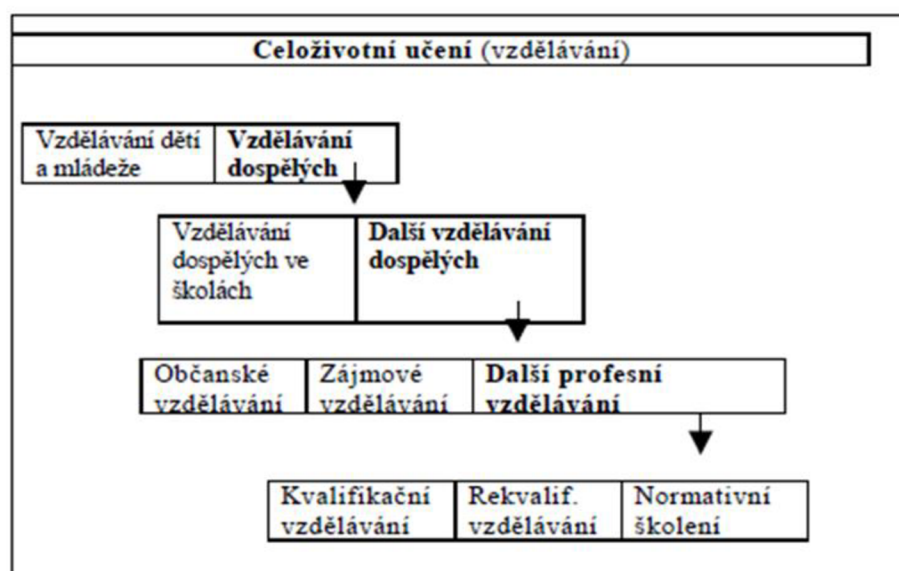 Celoživotní učení (vzdělávání)
Vzdělávání dětí
a mládeže
Vzdělávání
dospělých
Vzdělávání
dospělých ve
školách
Další vzdělávání
dospělých
Občanské
vzdělávání
Zájmové
vzdělávání
Další profesní
vzdělávání
Kvalifikační
vzdělávání
Rekvalif.
vzdělávání
Normativní
školení